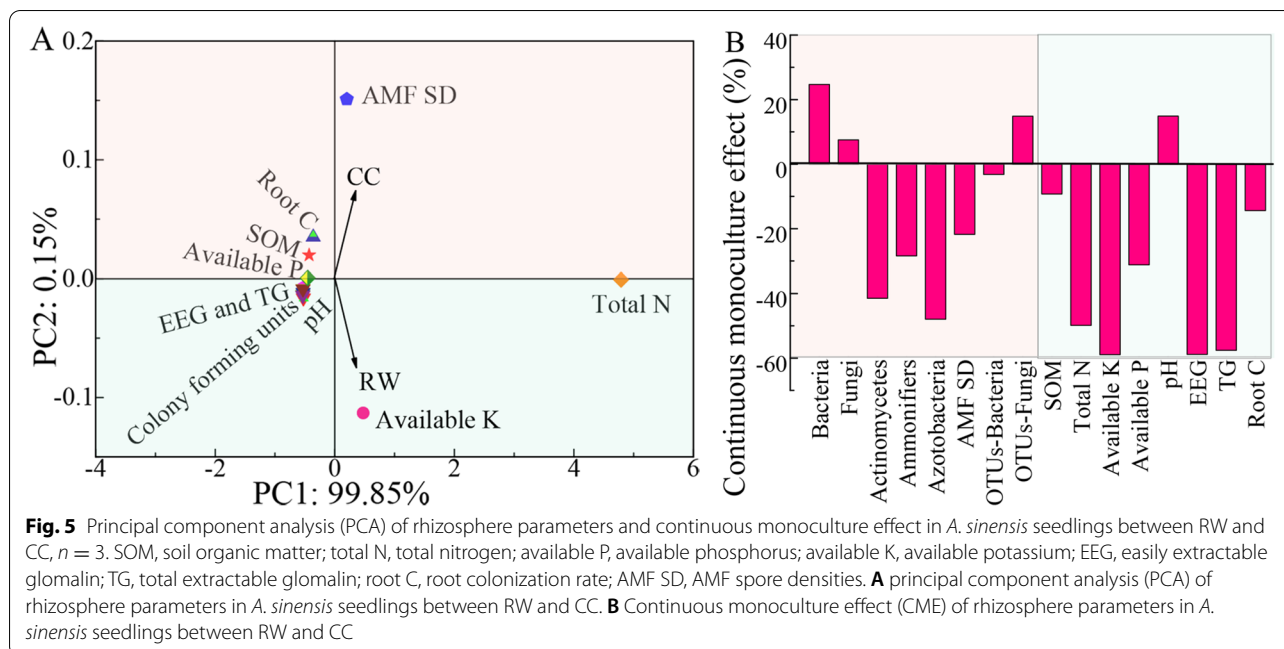 A
0.2
0.1
0.0
-0.1
PC2: 0.15%
-4
-2
0
2
4
6
PC1: 99.85%
AMF SD
CC
Root C
SOM
Available P
EEG and TG
pH
Colony forming units
Total N
RW
Available K
B
Continuous monoculture effect (%)
40
20
0
-20
-40
-60
Bacteria
Fungi
Actinomycetes
Ammonifiers
Azotobacteria
AMF SD
OTUs-Bacteria
OTUs-Fungi
SOM
Total N
Available K
Available P
pH
EEG
TG
Root C
Fig. 5 Principal component analysis (PCA) of rhizosphere parameters and continuous monoculture effect in A. sinensis seedlings between RW and
CC, n = 3. SOM, soil organic matter; total N, total nitrogen; available P, available phosphorus; available K, available potassium; EEG, easily extractable
glomalin; TG, total extractable glomalin; root C, root colonization rate; AMF SD, AMF spore densities. A principal component analysis (PCA) of
rhizosphere parameters in A. sinensis seedlings between RW and CC. B Continuous monoculture effect (CME) of rhizosphere parameters in A.
sinensis seedlings between RW and CC